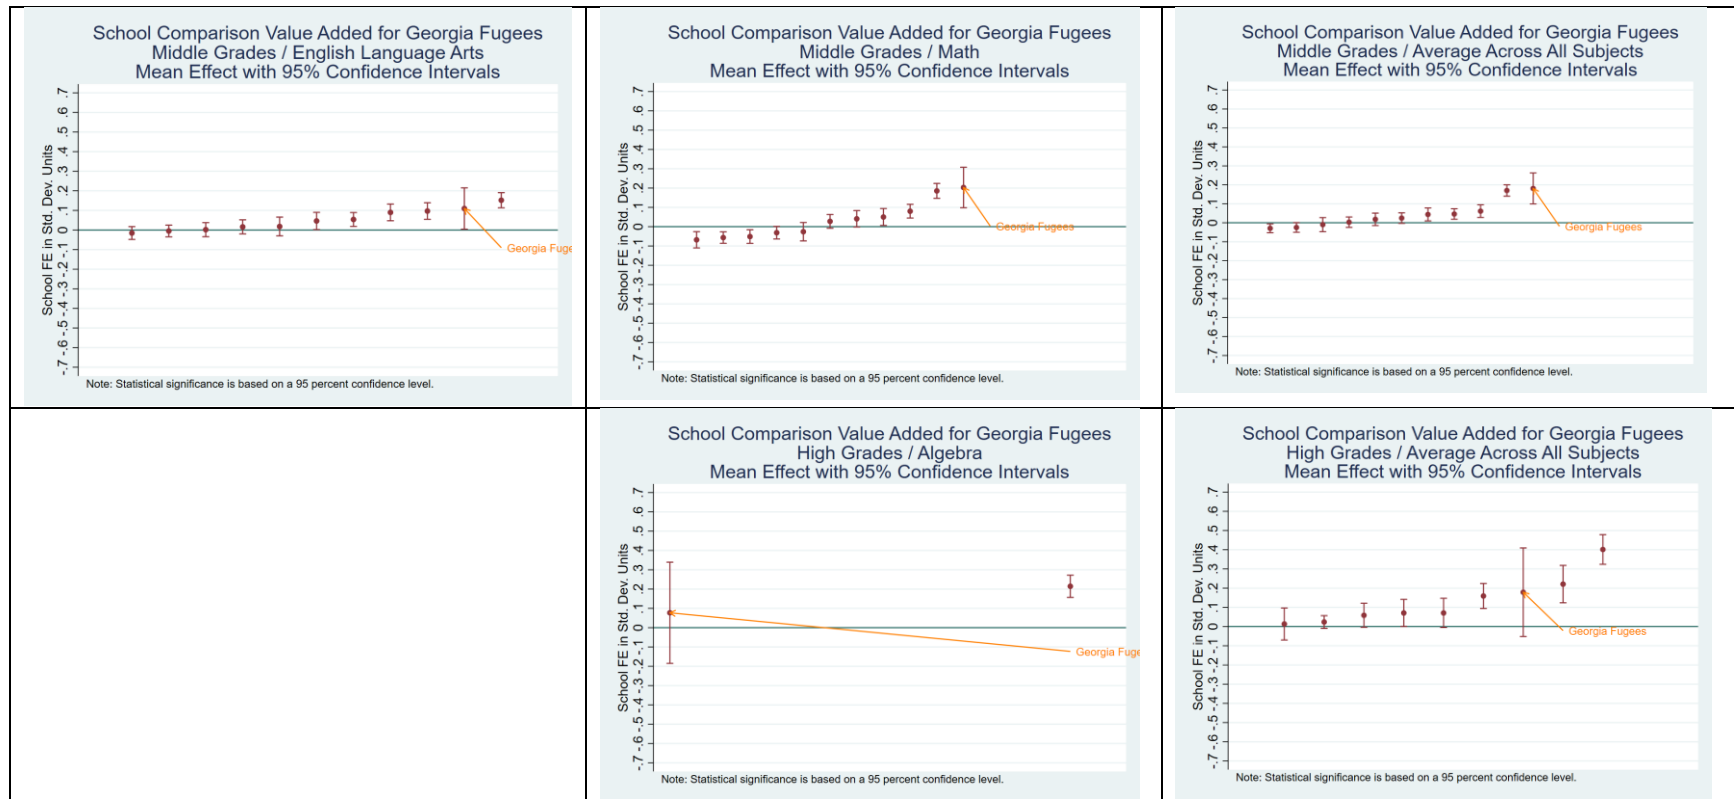 School Comparison Value Added for Georgia Fugees
Middle Grades / English Language Arts
Mean Effect with 95% Confidence Intervals
School FE in Std. Dev. Units
-.7 -.6 -.5 -.4 -.3 -.2 -.1 0 .1 .2 .3 .4 .5 .6 .7
Georgia Fuge
Note: Statistical significance is based on a 95 percent confidence level.
School Comparison Value Added for Georgia Fugees
Middle Grades / Math
Mean Effect with 95% Confidence Intervals
School FE in Std. Dev. Units
-.7 -.6 -.5 -.4 -.3 -.2 -.1 0 .1 .2 .3 .4 .5 .6 .7
Georgia Fugees
Note: Statistical significance is based on a 95 percent confidence level.
School Comparison Value Added for Georgia Fugees
Middle Grades / Average Across All Subjects
Mean Effect with 95% Confidence Intervals
School FE in Std. Dev. Units
-.7 -.6 -.5 -.4 -.3 -.2 -.1 0 .1 .2 .3 .4 .5 .6 .7
Georgia Fugees
Note: Statistical significance is based on a 95 percent confidence level.
School Comparison Value Added for Georgia Fugees
High Grades / Algebra
Mean Effect with 95% Confidence Intervals
School FE in Std. Dev. Units
-.7 -.6 -.5 -.4 -.3 -.2 -.1 0 .1 .2 .3 .4 .5 .6 .7
Georgia Fuge
Note: Statistical significance is based on a 95 percent confidence level.
School Comparison Value Added for Georgia Fugees
High Grades / Average Across All Subjects
Mean Effect with 95% Confidence Intervals
School FE in Std. Dev. Units
-.7 -.6 -.5 -.4 -.3 -.2 -.1 0 .1 .2 .3 .4 .5 .6 .7
Georgia Fugees
Note: Statistical significance is based on a 95 percent confidence level.